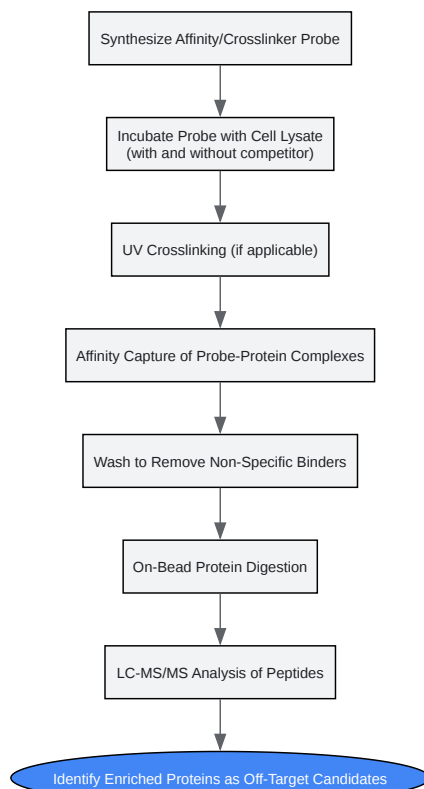 Synthesize Affinity/Crosslinker Probe
Incubate Probe with Cell Lysate
(with and without competitor)
UV Crosslinking (if applicable)
Affinity Capture of Probe-Protein Complexes
Wash to Remove Non-Specific Binders
On-Bead Protein Digestion
LC-MS/MS Analysis of Peptides
Identify Enriched Proteins as Off-Target Candidates